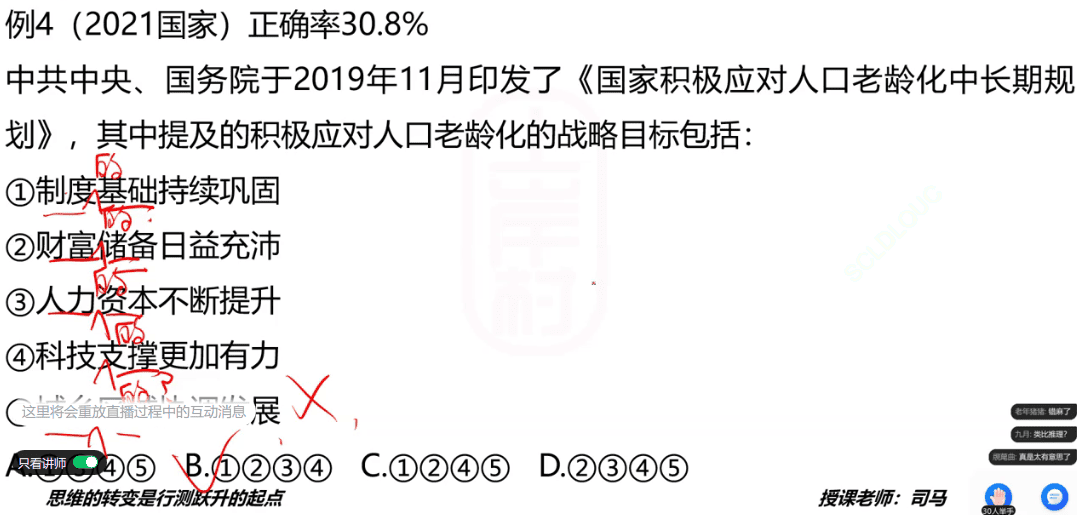 例4（2021国家）正确率30.8%
中共中央、国务院于2019年11月印发了《国家积极应对人口老龄化中长期规
划》，其中提及的积极应对人口老龄化的战略目标包括：
的
①制度基础持续巩固
的
②财富储备日益充沛
的
③人力资本不断提升
的
④科技支撑更加有力
的？
展
这里将会重放直播过程中的互动消息
老年猪猪: 错麻了
九月: 类比推理？
真是太有意思了
只看讲师
④⑤ B.①②③④ C.①②④⑤ D.②③④⑤
思维的转变是行测跃升的起点
授课老师：司马
30人举手